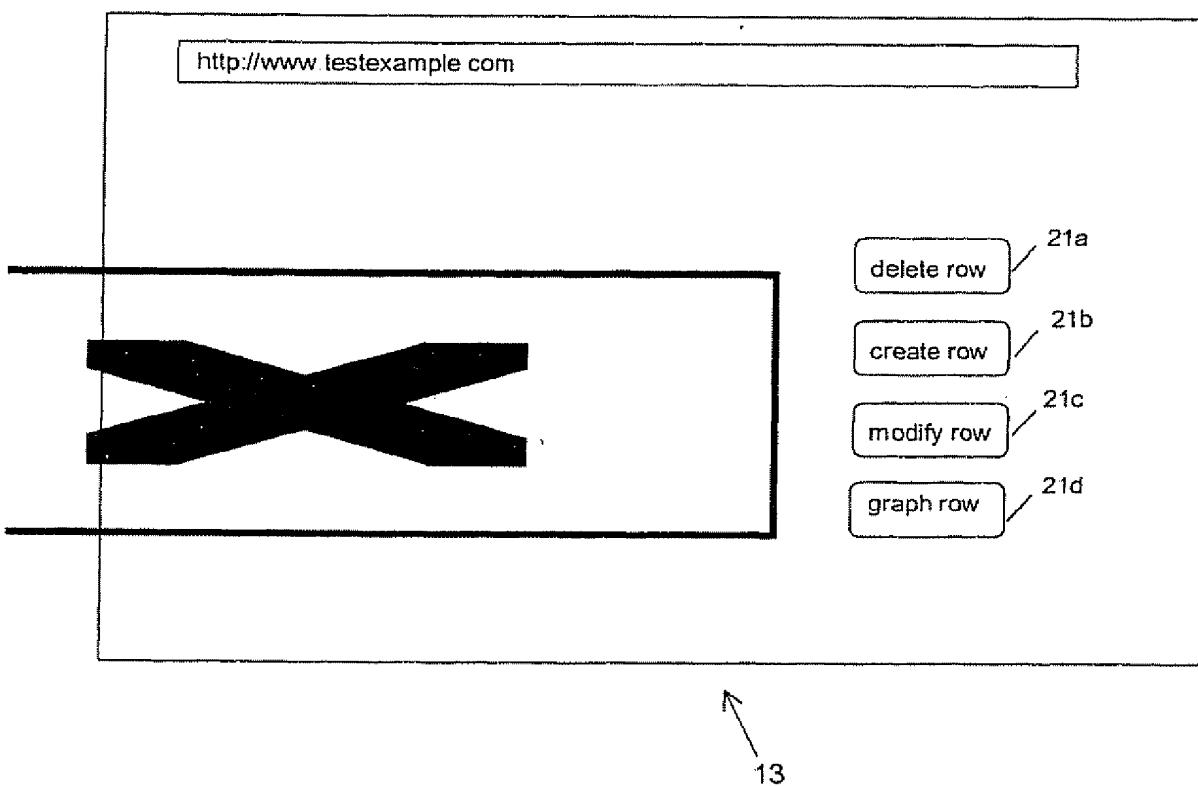 http://www.testexample com
21a
delete row
21b
create row
21c
modify row
21d
graph row
13